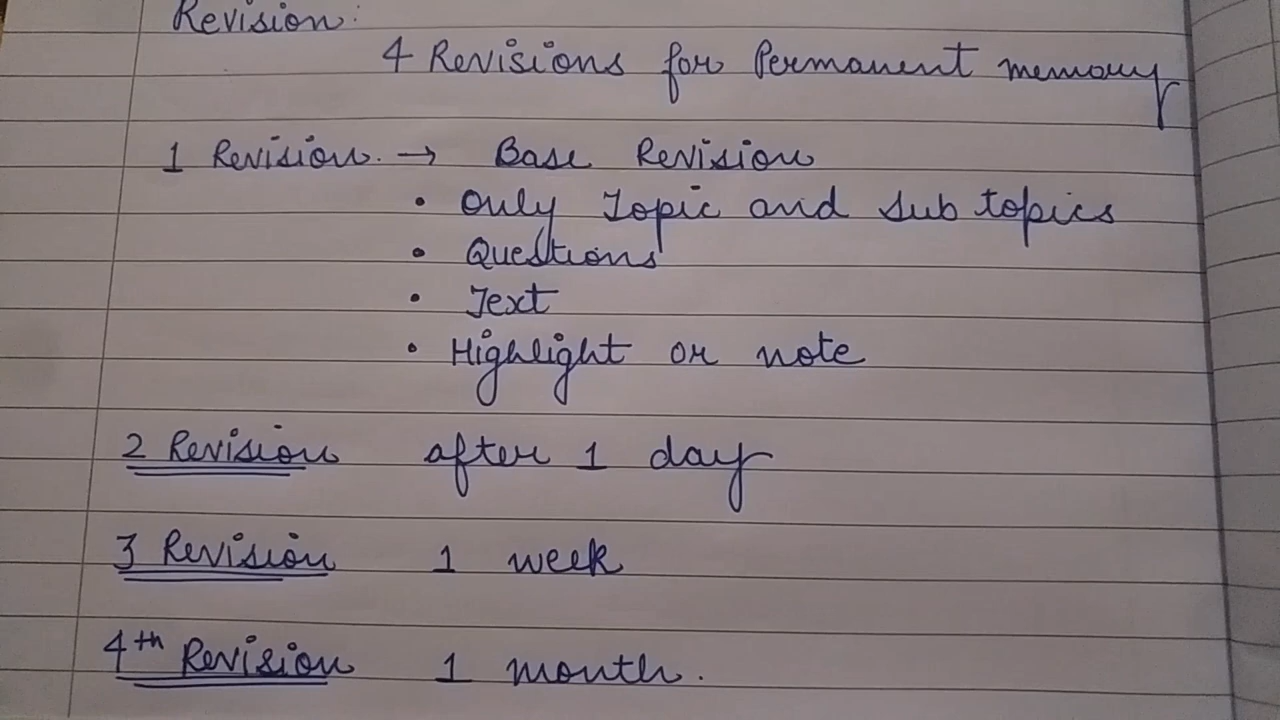 Revision:
4 Revisions for Permanent memory
1 Revision. → Base Revision
• Only Topic and Sub topics
• Questions
• Text
• Highlight or note
2 Revision after 1 day
3 Revision 1 week
4th Revision 1 month.